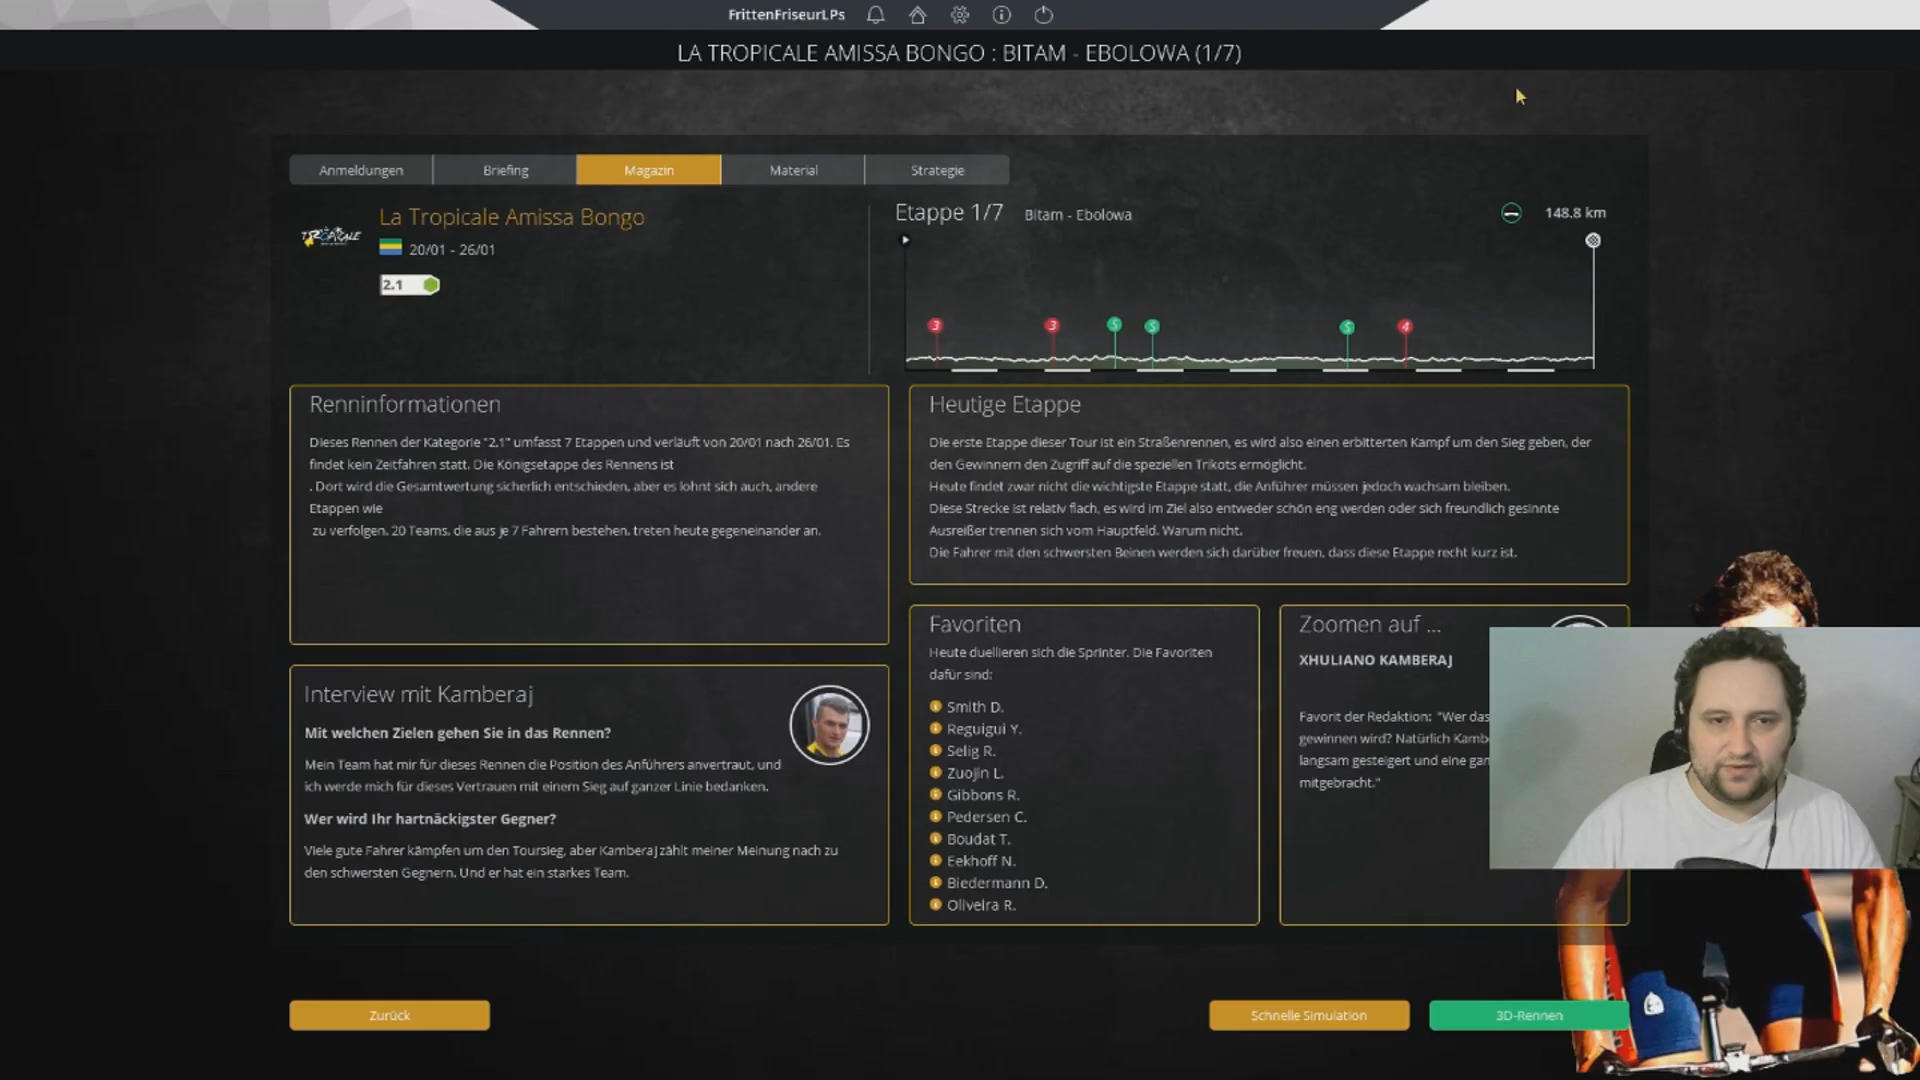 FrittenFriseurLPs
LA TROPICALE AMISSA BONGO : BITAM - EBOLOWA (1/7)
Anmeldungen
Briefing
Magazin
Material
Strategie
TROPICALE
La Tropicale Amissa Bongo
20/01 - 26/01
2.1
Etappe 1/7
Bitam - Ebolowa
148.8 km
3
3
S
S
S
4
Renninformationen
Dieses Rennen der Kategorie "2.1" umfasst 7 Etappen und verläuft von 20/01 nach 26/01. Es
findet kein Zeitfahren statt. Die Königsetappe des Rennens ist
. Dort wird die Gesamtwertung sicherlich entschieden, aber es lohnt sich auch, andere
Etappen wie
zu verfolgen. 20 Teams, die aus je 7 Fahrern bestehen, treten heute gegeneinander an.
Heutige Etappe
Die erste Etappe dieser Tour ist ein Straßenrennen, es wird also einen erbitterten Kampf um den Sieg geben, der
den Gewinnern den Zugriff auf die speziellen Trikots ermöglicht.
Heute findet zwar nicht die wichtigste Etappe statt, die Anführer müssen jedoch wachsam bleiben.
Diese Strecke ist relativ flach, es wird im Ziel also entweder schön eng werden oder sich freundlich gesinnte
Ausreißer trennen sich vom Hauptfeld. Warum nicht.
Die Fahrer mit den schwersten Beinen werden sich darüber freuen, dass diese Etappe recht kurz ist.
Interview mit Kamberaj
Mit welchen Zielen gehen Sie in das Rennen?
Mein Team hat mir für dieses Rennen die Position des Anführers anvertraut, und
ich werde mich für dieses Vertrauen mit einem Sieg auf ganzer Linie bedanken.
Wer wird Ihr hartnäckigster Gegner?
Viele gute Fahrer kämpfen um den Toursieg, aber Kamberaj zählt meiner Meinung nach zu
den schwersten Gegnern. Und er hat ein starkes Team.
Favoriten
Heute duellieren sich die Sprinter. Die Favoriten
dafür sind:
Smith D.
Reguigui Y.
Selig R.
Zuojin L.
Gibbons R.
Pedersen C.
Boudat T.
Eekhoff N.
Biedermann D.
Oliveira R.
Zoomen auf ...
XHULIANO KAMBERAJ
Favorit der Redaktion: "Wer das
gewinnen wird? Natürlich Kamb
langsam gesteigert und eine gan
mitgebracht."
Zurück
Schnelle Simulation
3D-Rennen